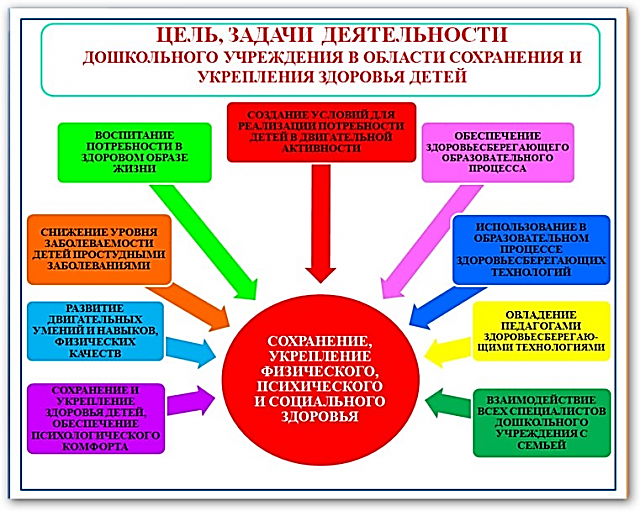 ЦЕЛЬ, ЗАДАЧИ ДЕЯТЕЛЬНОСТИ
ДОШКОЛЬНОГО УЧРЕЖДЕНИЯ В ОБЛАСТИ СОХРАНЕНИЯ И
УКРЕПЛЕНИЯ ЗДОРОВЬЯ ДЕТЕЙ
СОЗДАНИЕ УСЛОВИЙ ДЛЯ
РЕАЛИЗАЦИИ ПОТРЕБНОСТИ
ДЕТЕЙ В ДВИГАТЕЛЬНОЙ
АКТИВНОСТИ
ВОСПИТАНИЕ
ПОТРЕБНОСТИ В
ЗДОРОВОМ ОБРАЗЕ
ЖИЗНИ
ОБЕСПЕЧЕНИЕ
ЗДОРОВЬЕСБЕРЕГАЮЩЕГО
ОБРАЗОВАТЕЛЬНОГО
ПРОЦЕССА
СНИЖЕНИЕ УРОВНЯ
ЗАБОЛЕВАЕМОСТИ
ДЕТЕЙ ПРОСТУДНЫМИ
ЗАБОЛЕВАНИЯМИ
ИСПОЛЬЗОВАНИЕ В
ОБРАЗОВАТЕЛЬНОМ
ПРОЦЕССЕ
ЗДОРОВЬЕСБЕРЕГАЮЩИХ
ТЕХНОЛОГИЙ
РАЗВИТИЕ
ДВИГАТЕЛЬНЫХ
УМЕНИЙ И НАВЫКОВ,
ФИЗИЧЕСКИХ
КАЧЕСТВ
ОВЛАДЕНИЕ
ПЕДАГОГАМИ
ЗДОРОВЬЕСБЕРЕГАЮ-
ЩИМИ ТЕХНОЛОГИЯМИ
СОХРАНЕНИЕ,
УКРЕПЛЕНИЕ
ФИЗИЧЕСКОГО,
ПСИХИЧЕСКОГО
И СОЦИАЛЬНОГО
ЗДОРОВЬЯ
СОХРАНЕНИЕ И
УКРЕПЛЕНИЕ
ЗДОРОВЬЯ ДЕТЕЙ,
ОБЕСПЕЧЕНИЕ
ПСИХОЛОГИЧЕСКОГО
КОМФОРТА
ВЗАИМОДЕЙСТВИЕ
ВСЕХ СПЕЦИАЛИСТОВ
ДОШКОЛЬНОГО
УЧРЕЖДЕНИЯ С
СЕМЬЕЙ